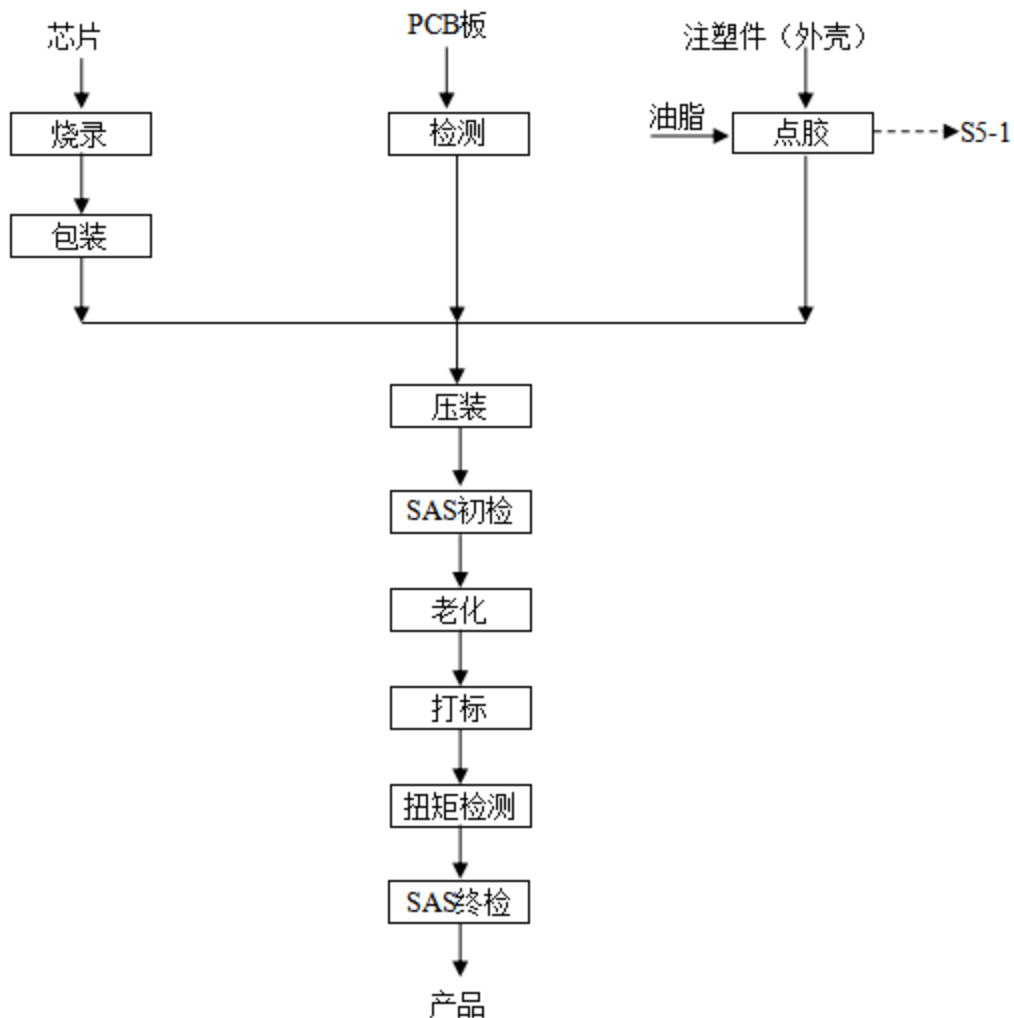 芯片
PCB板
注塑件（外壳）
烧录
检测
油脂
点胶
S5-1
包装
压装
SAS初检
老化
打标
扭矩检测
SAS终检
产品